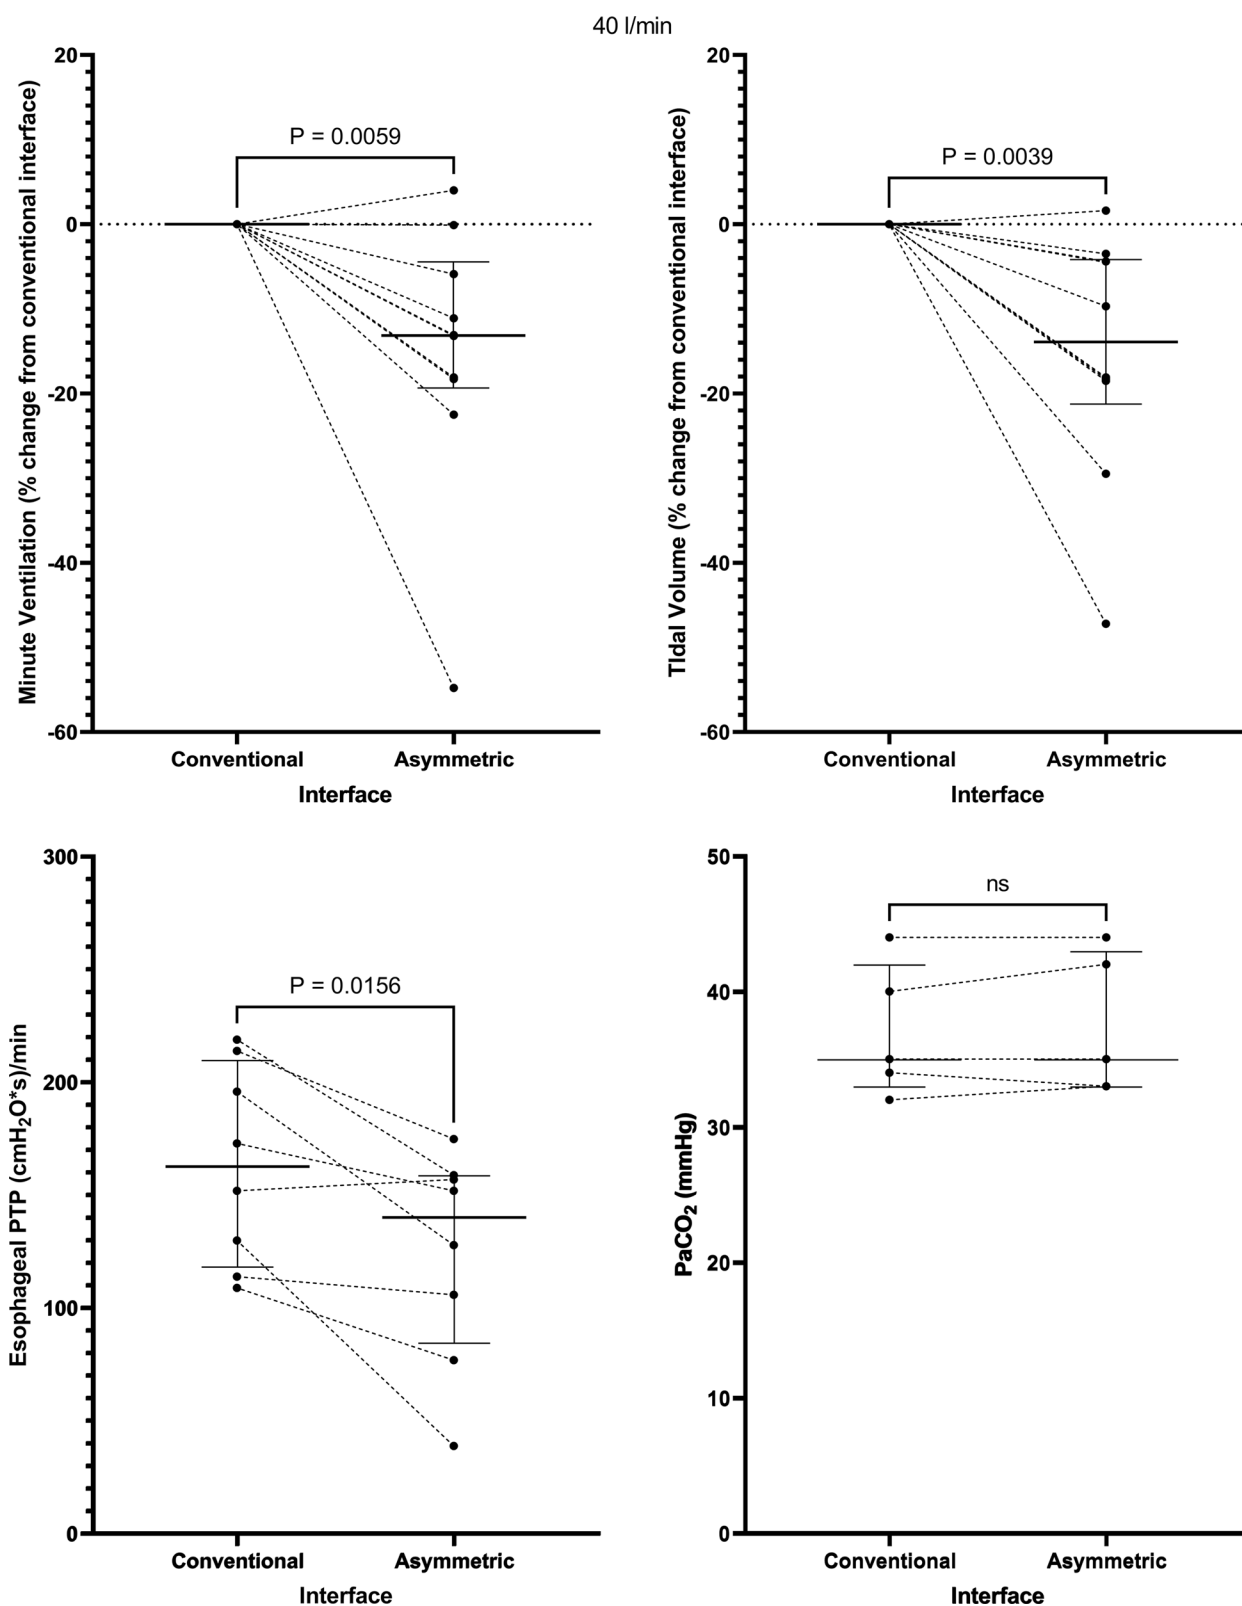 40 l/min
Minute Ventilation (% change from conventional interface)
20
0
-20
-40
-60
P = 0.0059
Conventional
Asymmetric
Interface
TIdal Volume (% change from conventional interface)
20
0
-20
-40
-60
P = 0.0039
Conventional
Asymmetric
Interface
Esophageal PTP (cmH₂O*s)/min
300
200
100
0
P = 0.0156
Conventional
Asymmetric
Interface
PaCO₂ (mmHg)
50
40
30
20
10
0
ns
Conventional
Asymmetric
Interface